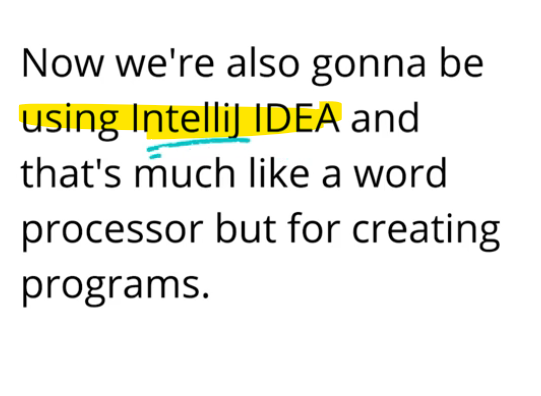 Now we're also gonna be
using IntelliJ IDEA and
that's much like a word
processor but for creating
programs.